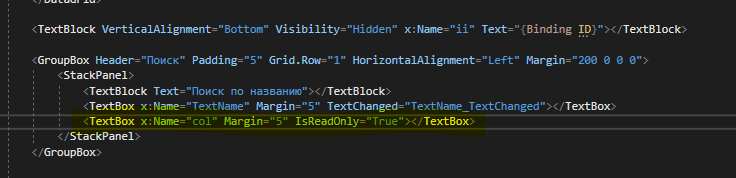 <TextBlock VerticalAlignment="Bottom" Visibility="Hidden" x:Name="ii" Text="{Binding ID}"></TextBlock>
<GroupBox Header="Поиск" Padding="5" Grid.Row="1" HorizontalAlignment="Left" Margin="200 0 0 0">
<StackPanel>
<TextBlock Text="Поиск по названию"></TextBlock>
<TextBox x:Name="TextName" Margin="5" TextChanged="TextName_TextChanged"></TextBox>
<TextBox x:Name="col" Margin="5" IsReadOnly="True"></TextBox>
</StackPanel>
</GroupBox>